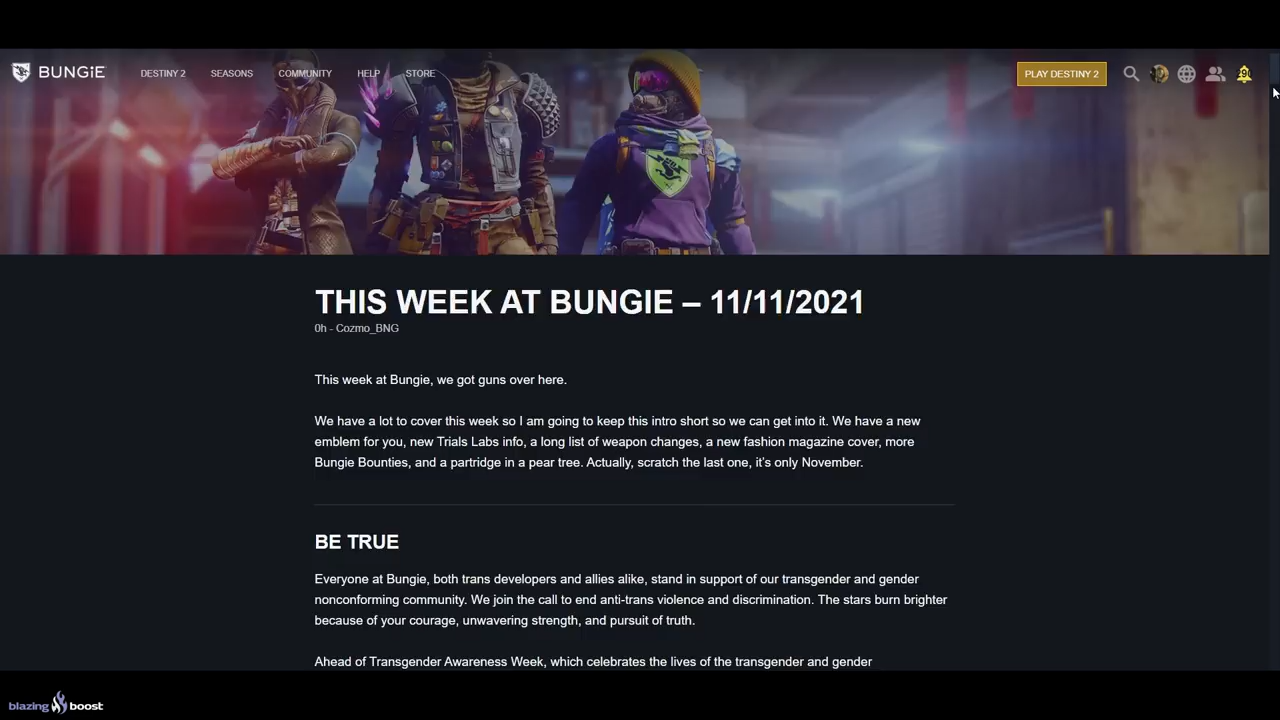 BUNGiE
DESTINY 2
SEASONS
COMMUNITY
HELP
STORE
PLAY DESTINY 2
THIS WEEK AT BUNGIE – 11/11/2021
0h - Cozmo_BNG
This week at Bungie, we got guns over here.
We have a lot to cover this week so I am going to keep this intro short so we can get into it. We have a new
emblem for you, new Trials Labs info, a long list of weapon changes, a new fashion magazine cover, more
Bungie Bounties, and a partridge in a pear tree. Actually, scratch the last one, it’s only November.
BE TRUE
Everyone at Bungie, both trans developers and allies alike, stand in support of our transgender and gender
nonconforming community. We join the call to end anti-trans violence and discrimination. The stars burn brighter
because of your courage, unwavering strength, and pursuit of truth.
Ahead of Transgender Awareness Week, which celebrates the lives of the transgender and gender
blazing boost